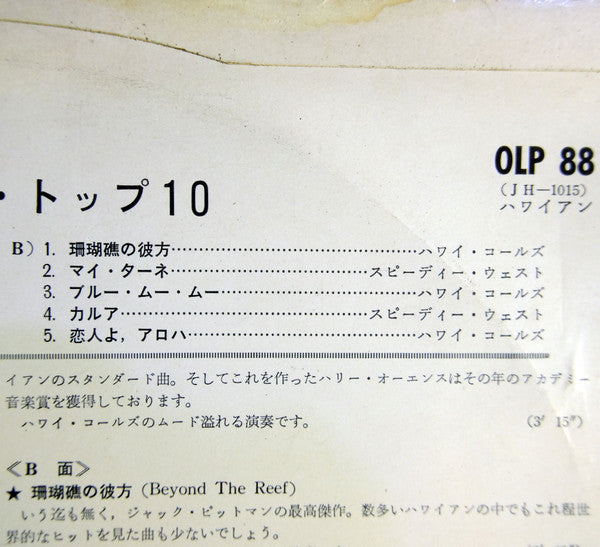 OLP 88
(JH—1015)
ハワイアン
・トップ10
B) 1. 珊瑚礁の彼方……………………………………ハワイ・コールズ
2. マイ・ターネ……………………………スピーディー・ウェスト
3. ブルー・ムー・ムー……………………………ハワイ・コールズ
4. カルア……………………………………スピーディー・ウェスト
5. 恋人よ，アロハ…………………………………ハワイ・コールズ
イアンのスタンダード曲。そしてこれを作ったハリー・オーエンスはその年のアカデミー
音楽賞を獲得しております。
ハワイ・コールズのムード溢れる演奏です。 (3′ 15″)
≪B 面≫
★ 珊瑚礁の彼方 (Beyond The Reef)
いう迄も無く，ジャック・ピットマンの最高傑作。数多いハワイアンの中でもこれ程世
界的なヒットを見た曲も少ないでしょう。